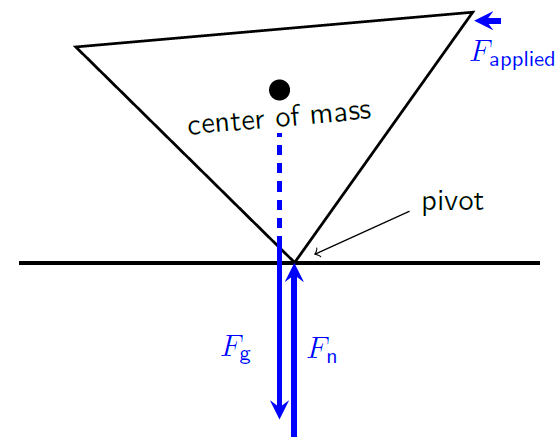 F_applied
center of mass
pivot
F_g
F_n